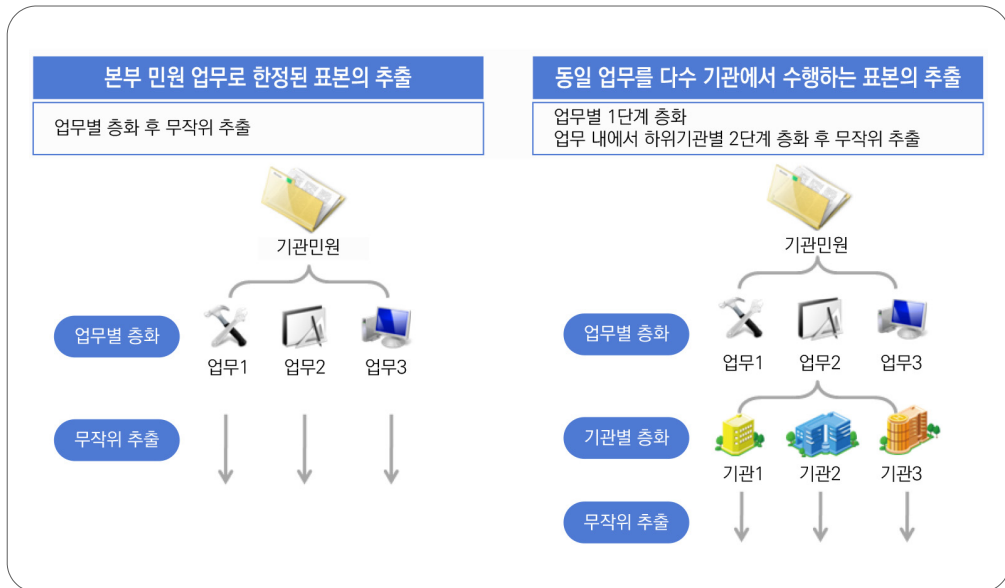 본부 민원 업무로 한정된 표본의 추출
업무별 층화 후 무작위 추출
기관민원
업무별 층화
업무1
업무2
업무3
무작위 추출
동일 업무를 다수 기관에서 수행하는 표본의 추출
업무별 1단계 층화
업무 내에서 하위기관별 2단계 층화 후 무작위 추출
기관민원
업무별 층화
업무1
업무2
업무3
기관별 층화
기관1
기관2
기관3
무작위 추출